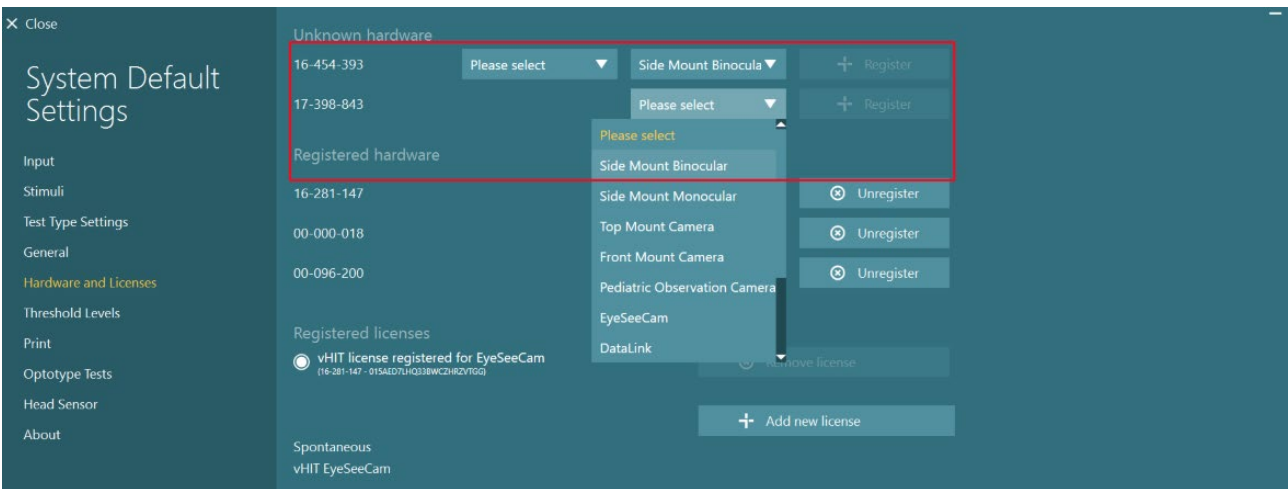 Close
System Default
Settings
Input
Stimuli
Test Type Settings
General
Hardware and Licenses
Threshold Levels
Print
Optotype Tests
Head Sensor
About
Unknown hardware
16-454-393 Please select Side Mount Binocula Register
17-398-843 Please select Register
Please select
Side Mount Binocular
Side Mount Monocular
Top Mount Camera
Front Mount Camera
Pediatric Observation Camera
EyeSeeCam
DataLink
Registered hardware
16-281-147 Unregister
00-000-018 Unregister
00-096-200 Unregister
Registered licenses
vHIT license registered for EyeSeeCam
Remove license
Add new license
Spontaneous
vHIT EyeSeeCam